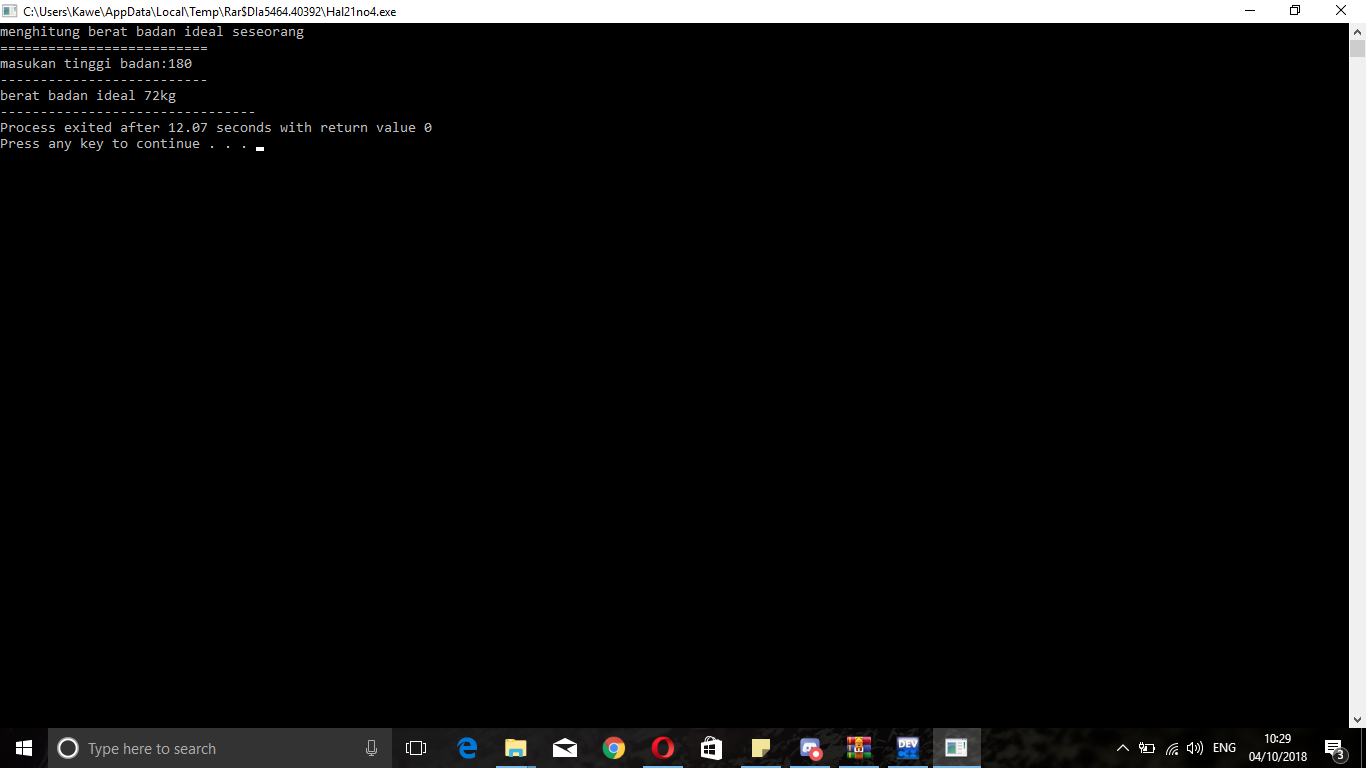 C:\Users\Kawe\AppData\Local\Temp\Rar$DIa5464.40392\Hal21no4.exe
menghitung berat badan ideal seseorang
==========================
masukan tinggi badan:180
--------------------------
berat badan ideal 72kg
--------------------------------
Process exited after 12.07 seconds with return value 0
Press any key to continue . . .
Type here to search
DEV
ENG
10:29
04/10/2018
3